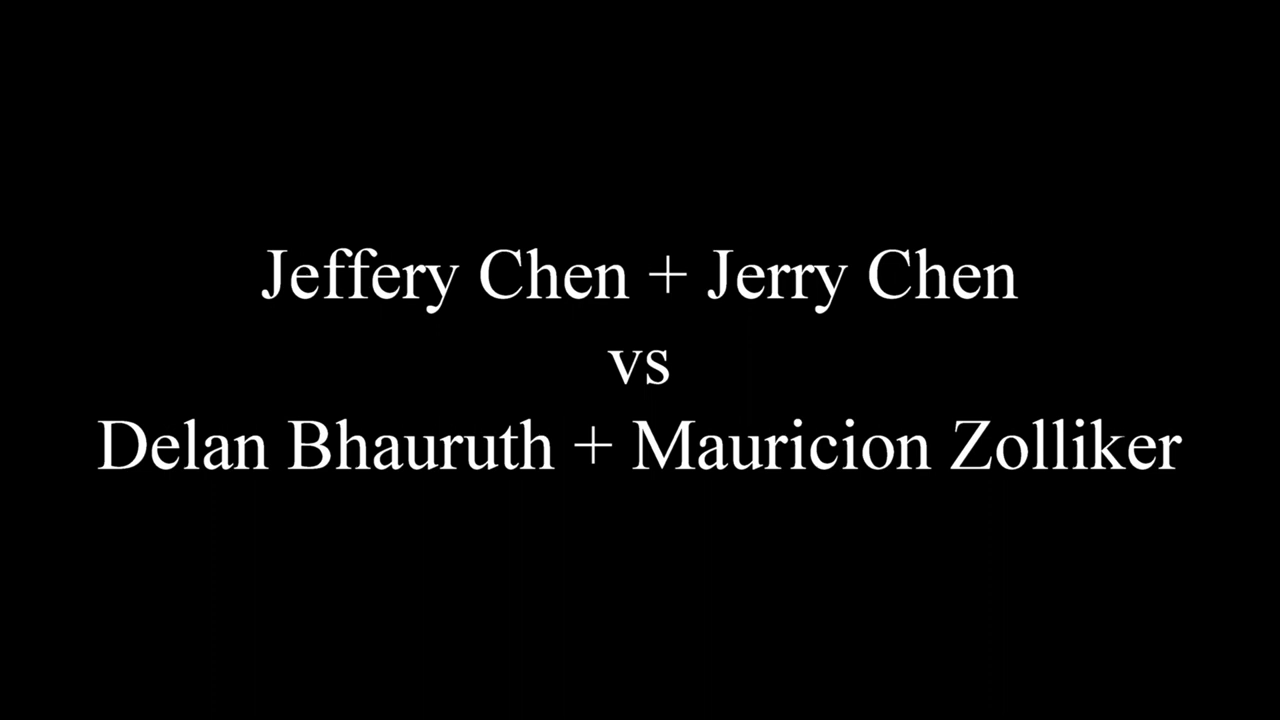 Jeffery Chen + Jerry Chen
vs
Delan Bhauruth + Mauricion Zolliker